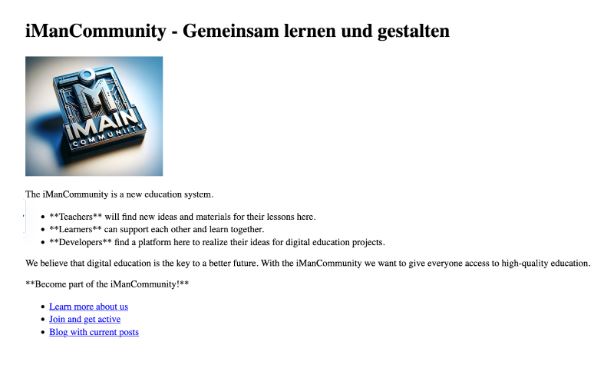 iManCommunity - Gemeinsam lernen und gestalten
IMAIN
COMMUNIITY
The iManCommunity is a new education system.
• **Teachers** will find new ideas and materials for their lessons here.
• **Learners** can support each other and learn together.
• **Developers** find a platform here to realize their ideas for digital education projects.
We believe that digital education is the key to a better future. With the iManCommunity we want to give everyone access to high-quality education.
**Become part of the iManCommunity!**
• Learn more about us
• Join and get active
• Blog with current posts